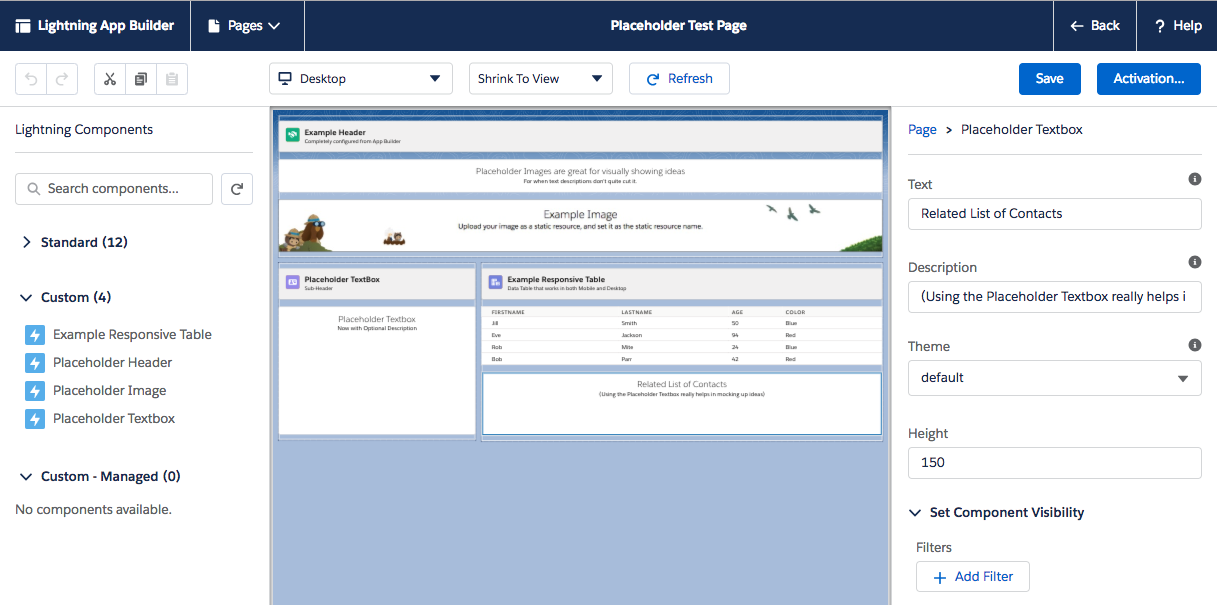 Lightning App Builder
Pages
Placeholder Test Page
Back
? Help
Desktop
Shrink To View
Refresh
Save
Activation...
Lightning Components
Search components...
Standard (12)
Custom (4)
Example Responsive Table
Placeholder Header
Placeholder Image
Placeholder Textbox
Custom - Managed (0)
No components available.
Example Header
Completely configured from App Builder
Placeholder Images are great for visually showing ideas
For when text descriptions don't quite cut it.
Example Image
Upload your image as a static resource, and set it as the static resource name.
Placeholder TextBox
Sub-Header
Placeholder Textbox
Now with Optional Description
Example Responsive Table
Data Table that works in both Mobile and Desktop
FIRSTNAME LASTNAME AGE COLOR
Jill Smith 50 Blue
Eve Jackson 94 Red
Rob Mite 24 Blue
Bob Parr 42 Red
Related List of Contacts
(Using the Placeholder Textbox really helps in mocking up ideas)
Page > Placeholder Textbox
Text
Related List of Contacts
Description
(Using the Placeholder Textbox really helps i
Theme
default
Height
150
Set Component Visibility
Filters
+ Add Filter